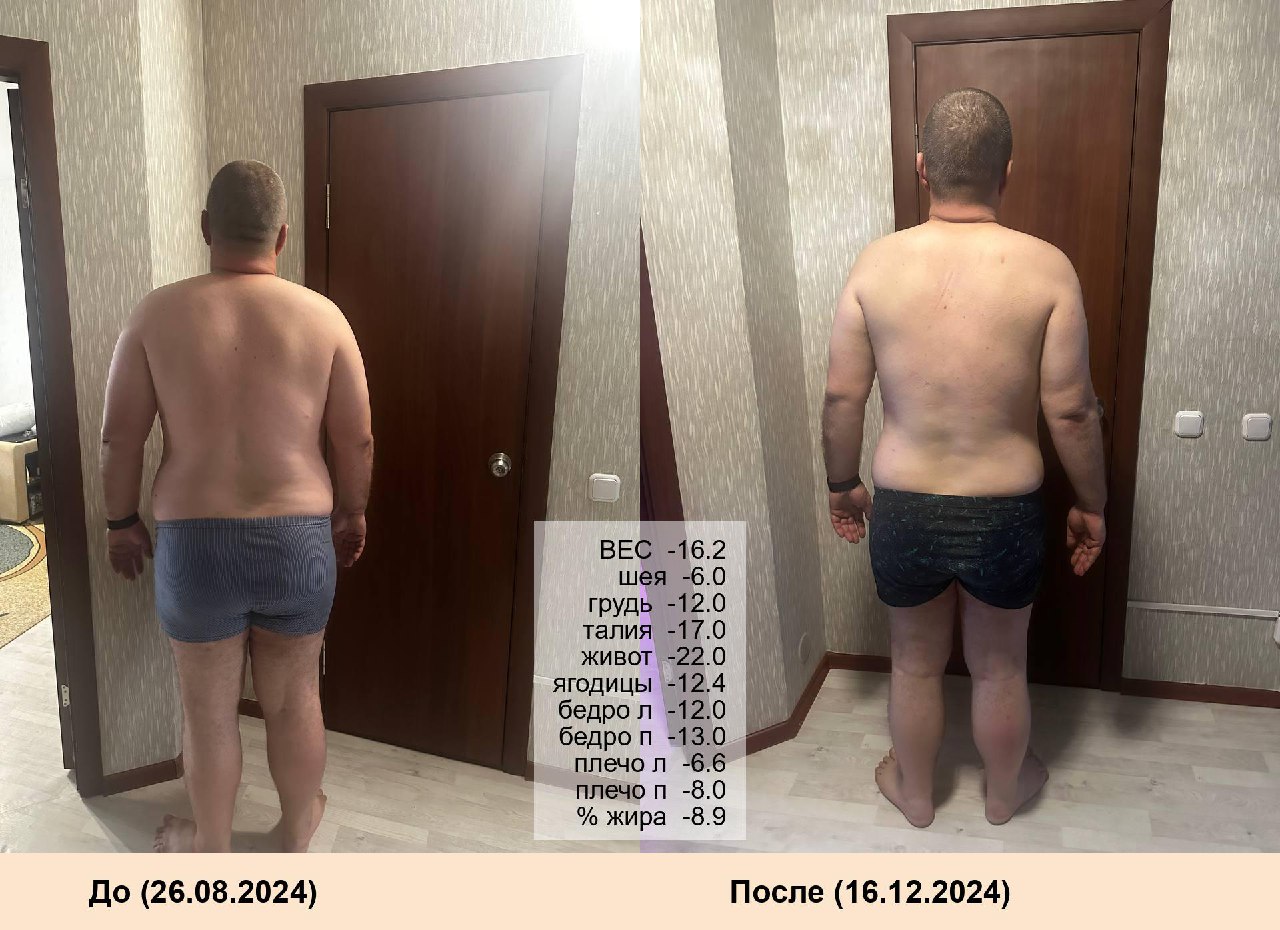 ВЕС -16.2
шея -6.0
грудь -12.0
талия -17.0
живот -22.0
ягодицы -12.4
бедро л -12.0
бедро п -13.0
плечо л -6.6
плечо п -8.0
% жира -8.9
До (26.08.2024)
После (16.12.2024)